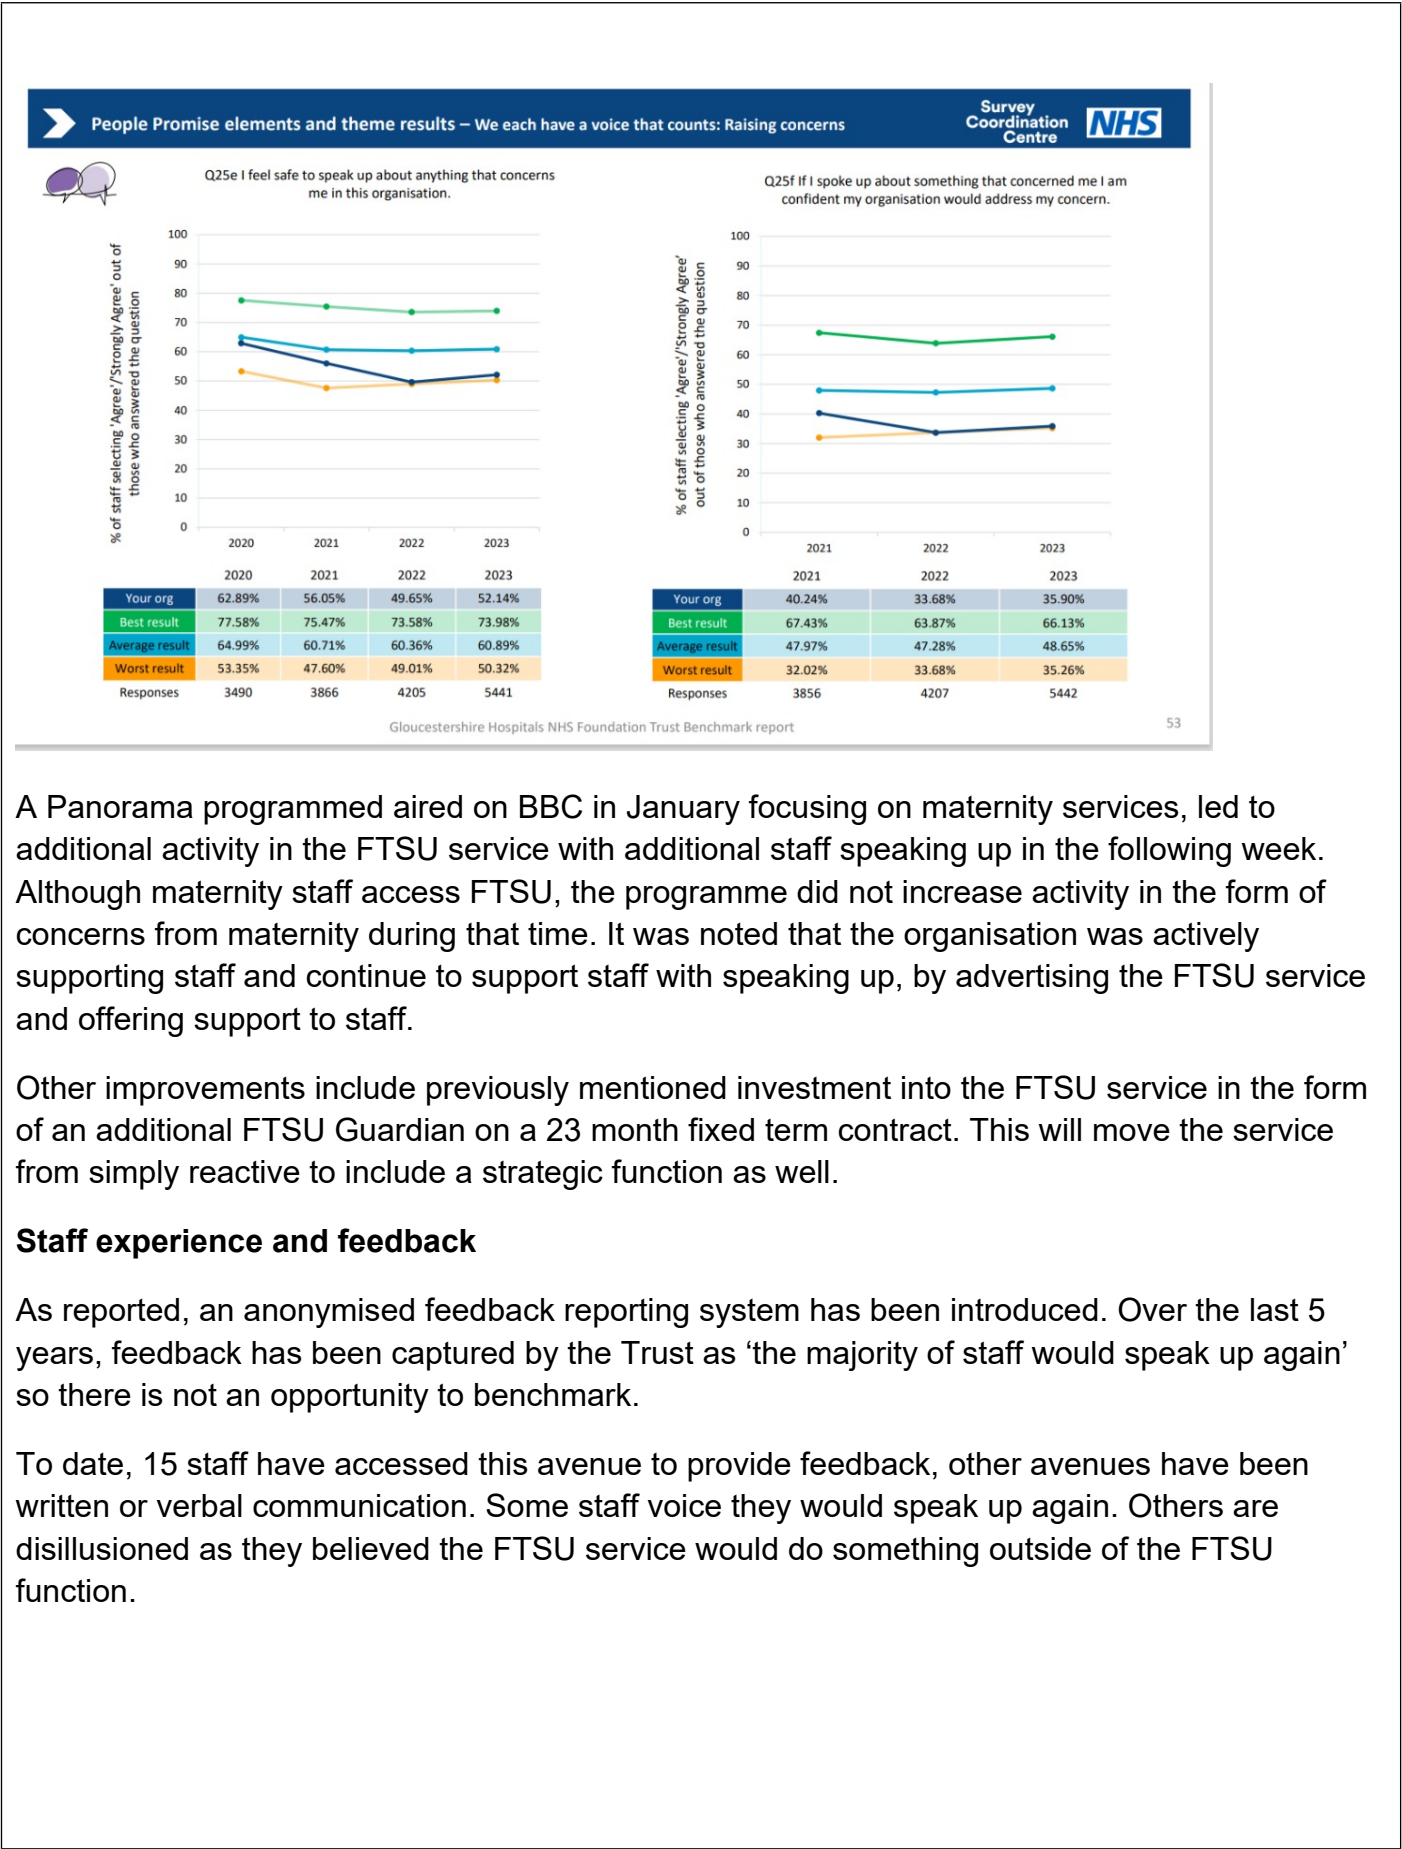 People Promise elements and theme results – We each have a voice that counts: Raising concerns
Survey
Coordination
Centre
NHS
Q25e I feel safe to speak up about anything that concerns
me in this organisation.
% of staff selecting 'Agree'/'Strongly Agree' out of
those who answered the question
100
90
80
70
60
50
40
30
20
10
0
2020 2021 2022 2023
2020 2021 2022 2023
Your org 62.89% 56.05% 49.65% 52.14%
Best result 77.58% 75.47% 73.58% 73.98%
Average result 64.99% 60.71% 60.36% 60.89%
Worst result 53.35% 47.60% 49.01% 50.32%
Responses 3490 3866 4205 5441
Q25f If I spoke up about something that concerned me I am
confident my organisation would address my concern.
% of staff selecting 'Agree'/'Strongly Agree'
out of those who answered the question
100
90
80
70
60
50
40
30
20
10
0
2021 2022 2023
2021 2022 2023
Your org 40.24% 33.68% 35.90%
Best result 67.43% 63.87% 66.13%
Average result 47.97% 47.28% 48.65%
Worst result 32.02% 33.68% 35.26%
Responses 3856 4207 5442
Gloucestershire Hospitals NHS Foundation Trust Benchmark report
53
A Panorama programmed aired on BBC in January focusing on maternity services, led to
additional activity in the FTSU service with additional staff speaking up in the following week.
Although maternity staff access FTSU, the programme did not increase activity in the form of
concerns from maternity during that time. It was noted that the organisation was actively
supporting staff and continue to support staff with speaking up, by advertising the FTSU service
and offering support to staff.
Other improvements include previously mentioned investment into the FTSU service in the form
of an additional FTSU Guardian on a 23 month fixed term contract. This will move the service
from simply reactive to include a strategic function as well.
Staff experience and feedback
As reported, an anonymised feedback reporting system has been introduced. Over the last 5
years, feedback has been captured by the Trust as ‘the majority of staff would speak up again’
so there is not an opportunity to benchmark.
To date, 15 staff have accessed this avenue to provide feedback, other avenues have been
written or verbal communication. Some staff voice they would speak up again. Others are
disillusioned as they believed the FTSU service would do something outside of the FTSU
function.